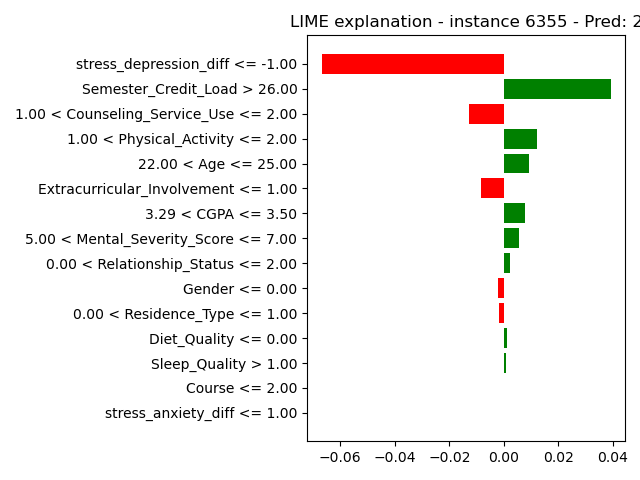 LIME explanation - instance 6355 - Pred: 2
stress_depression_diff <= -1.00
Semester_Credit_Load > 26.00
1.00 < Counseling_Service_Use <= 2.00
1.00 < Physical_Activity <= 2.00
22.00 < Age <= 25.00
Extracurricular_Involvement <= 1.00
3.29 < CGPA <= 3.50
5.00 < Mental_Severity_Score <= 7.00
0.00 < Relationship_Status <= 2.00
Gender <= 0.00
0.00 < Residence_Type <= 1.00
Diet_Quality <= 0.00
Sleep_Quality > 1.00
Course <= 2.00
stress_anxiety_diff <= 1.00
−0.06 −0.04 −0.02 0.00 0.02 0.04